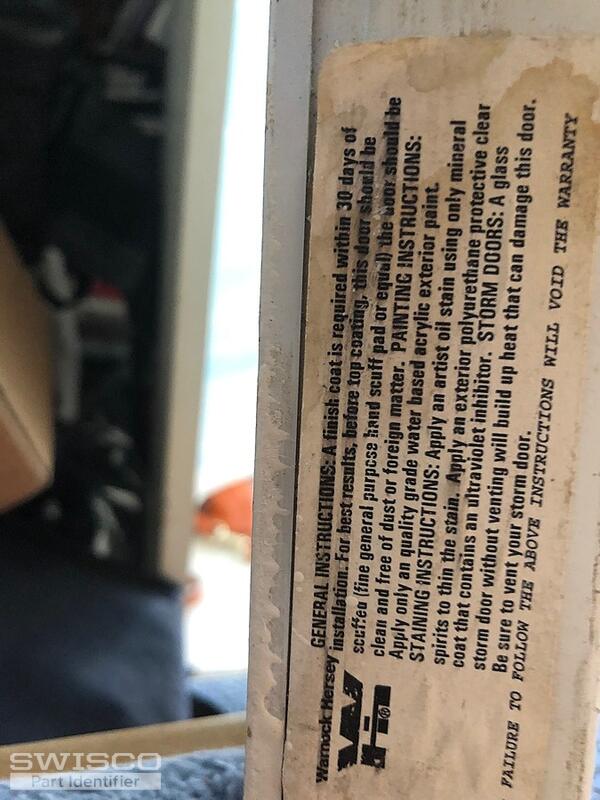 Warnock Hersey
GENERAL INSTRUCTIONS: A finish coat is required within 30 days of
installation. For best results, before top coating, this door should be
scuffed (fine general purpose hand scuff pad or equal) the door should be
clean and free of dust or foreign matter. PAINTING INSTRUCTIONS:
Apply only an quality grade water based acrylic exterior paint.
STAINING INSTRUCTIONS: Apply an artist oil stain using only mineral
spirits to thin the stain. Apply an exterior polyurethane protective clear
coat that contains an ultraviolet inhibitor. STORM DOORS: A glass
storm door without venting will build up heat that can damage this door.
Be sure to vent your storm door.
FAILURE TO FOLLOW THE ABOVE INSTRUCTIONS WILL VOID THE WARRANTY
SWISCO
Part Identifier